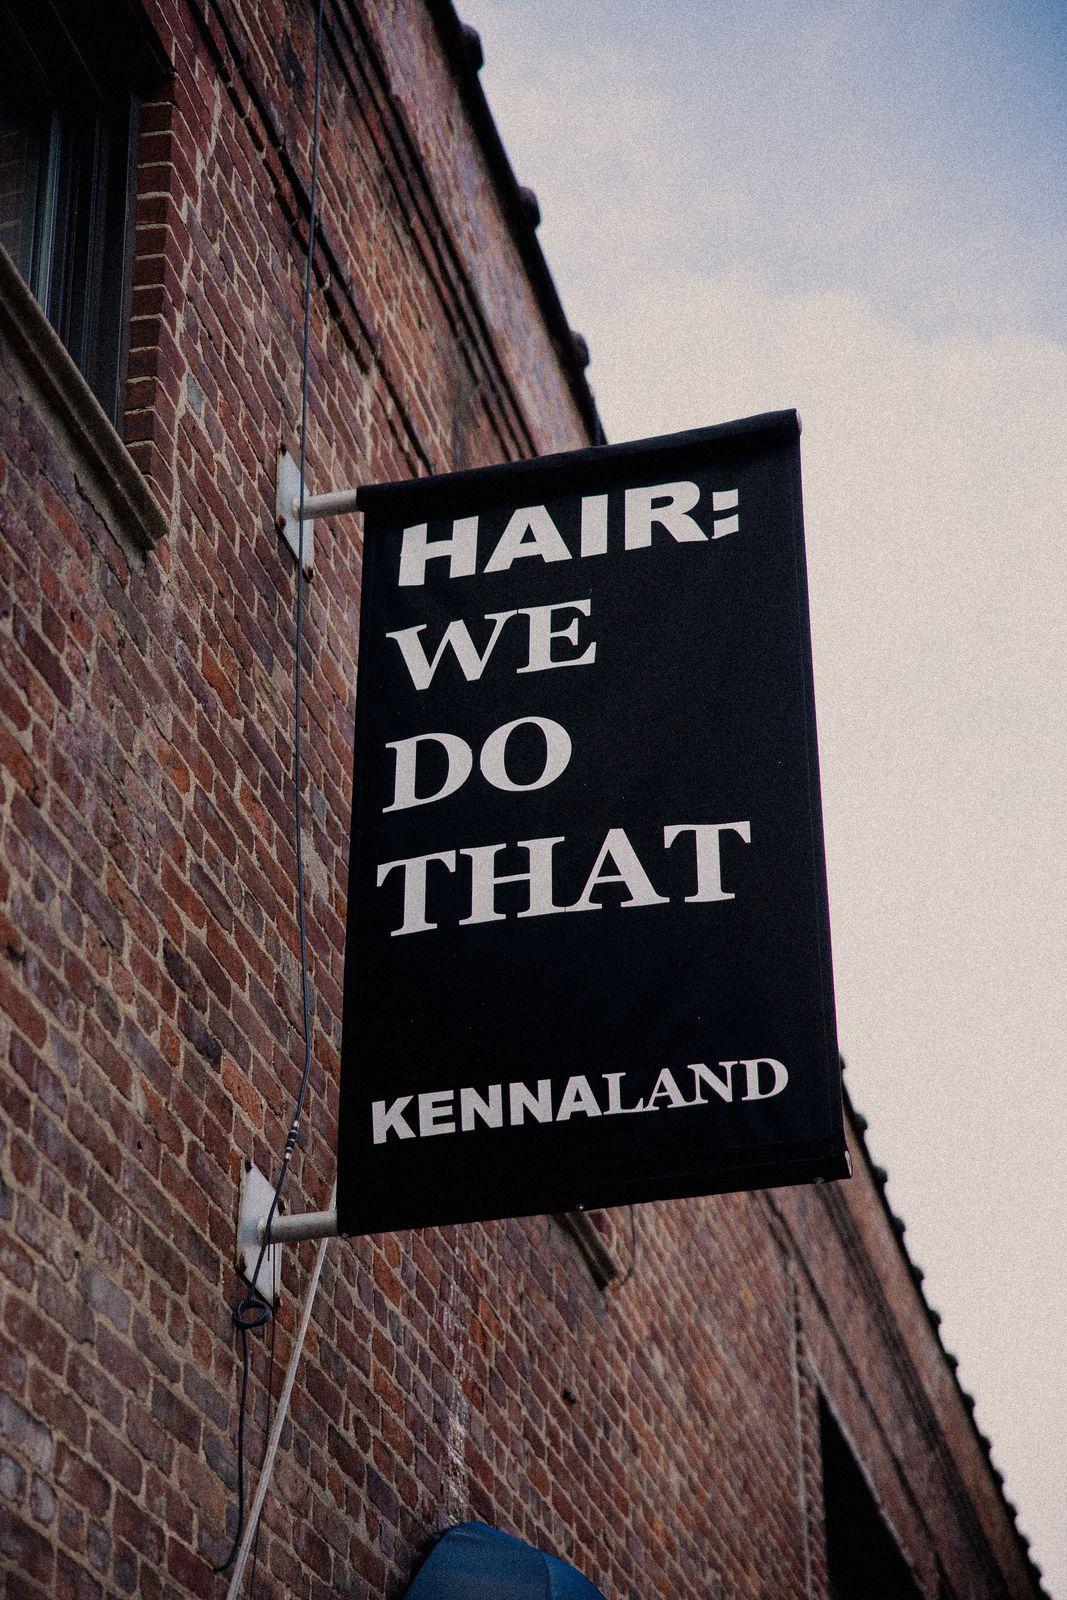 HAIR;
WE
DO
THAT
KENNALAND